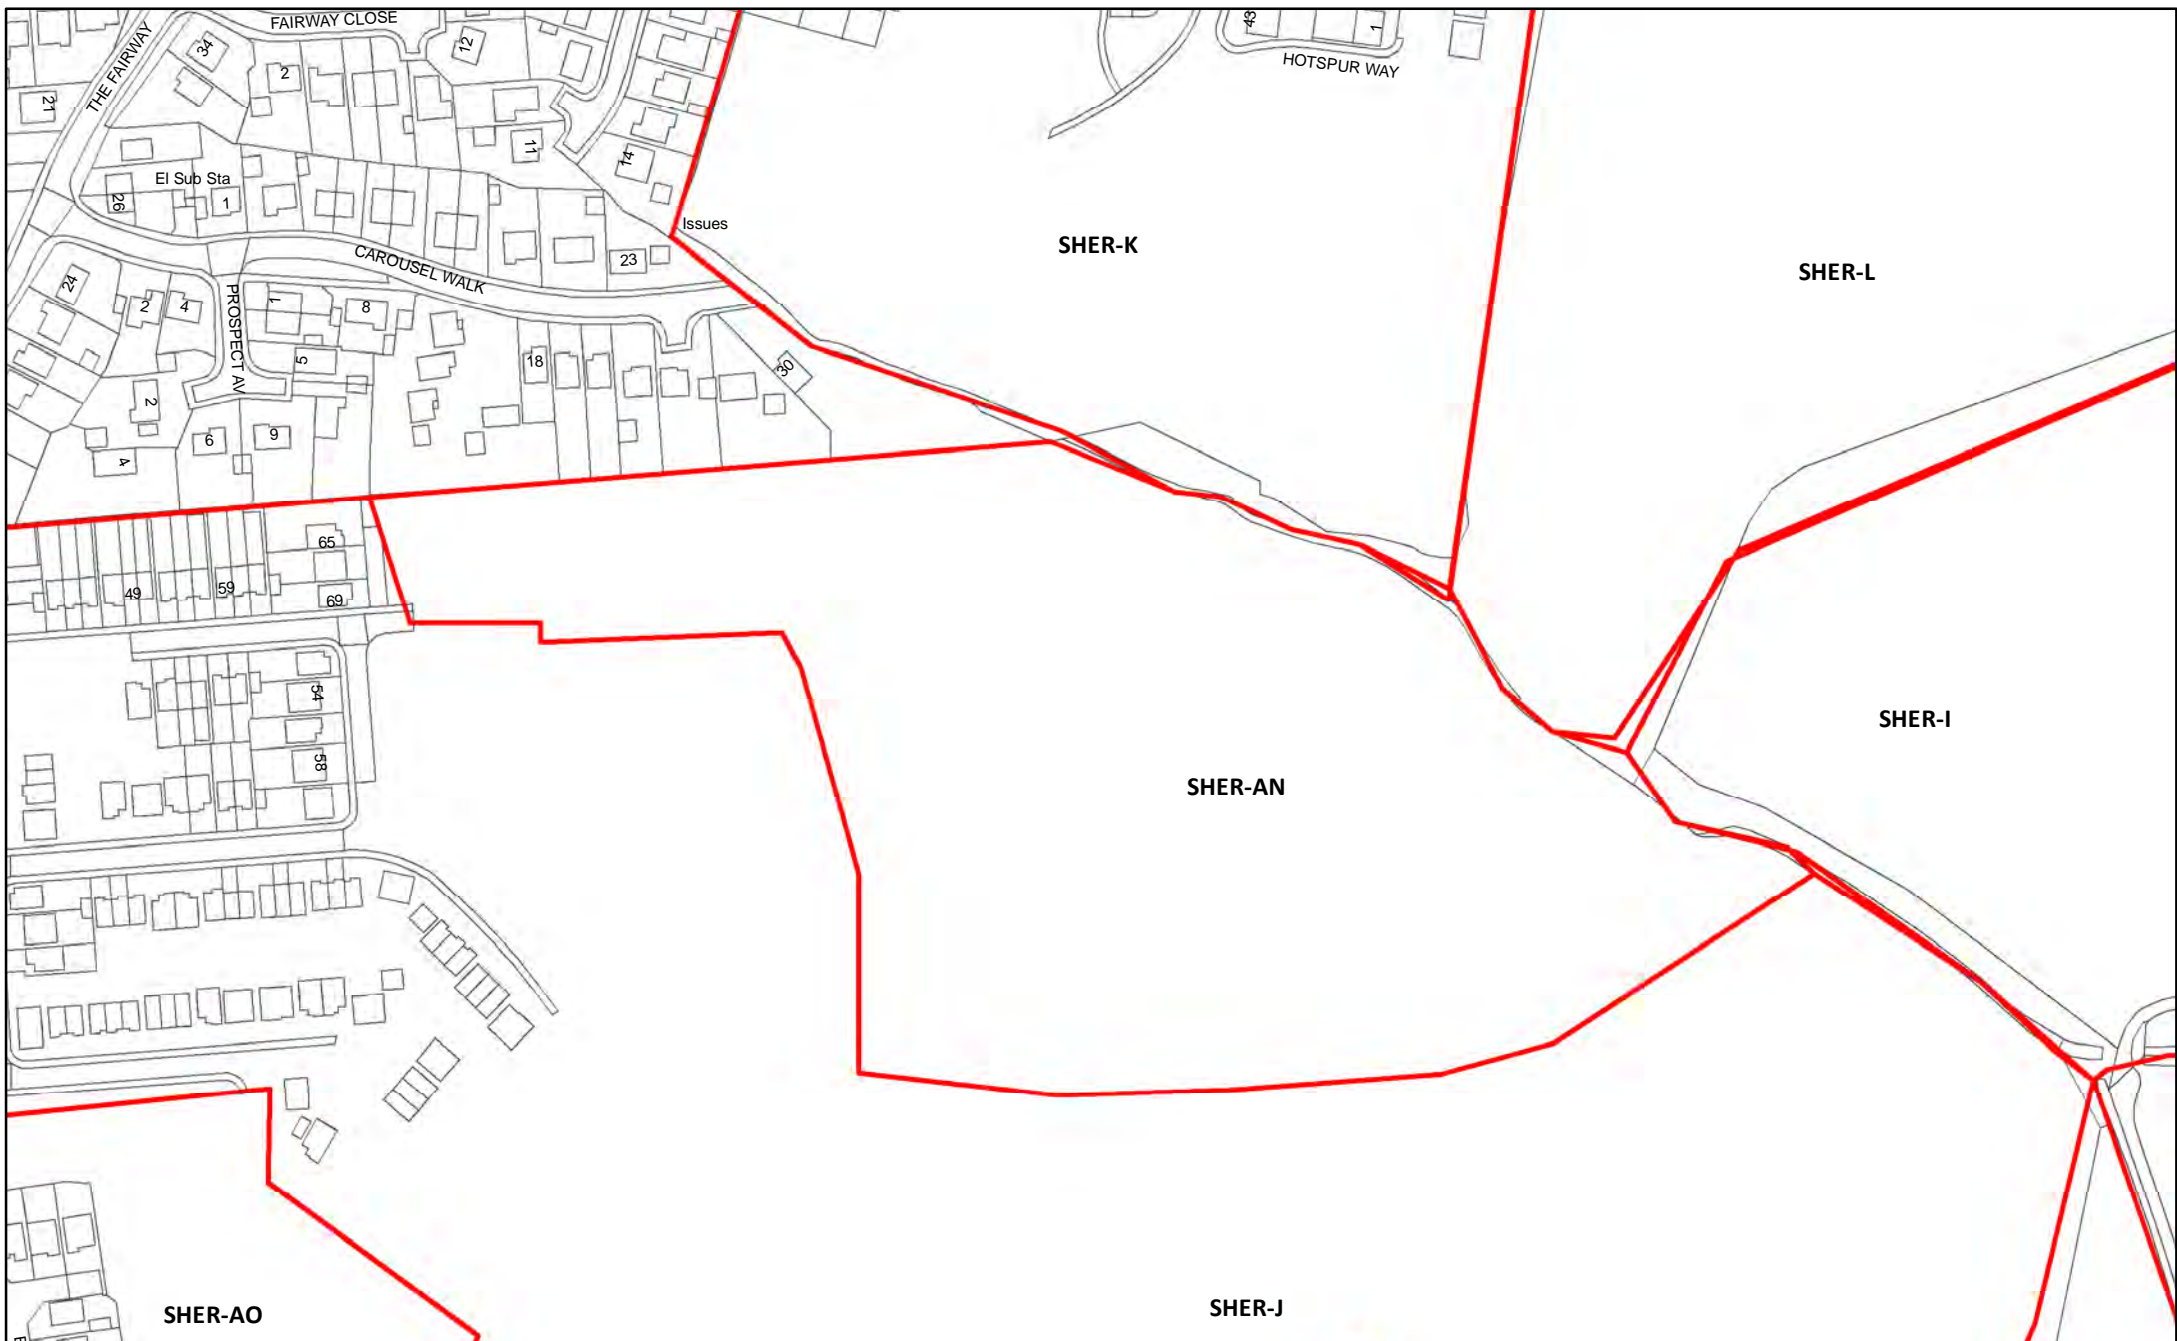 FAIRWAY CLOSE
THE FAIRWAY
34
12
2
21
43
1
HOTSPUR WAY
11
14
El Sub Sta
26
1
Issues
SHER-K
SHER-L
CAROUSEL WALK
23
24
2
4
PROSPECT AV
1
8
5
18
30
2
6
9
4
65
49
59
69
54
58
SHER-I
SHER-AN
SHER-AO
SHER-J